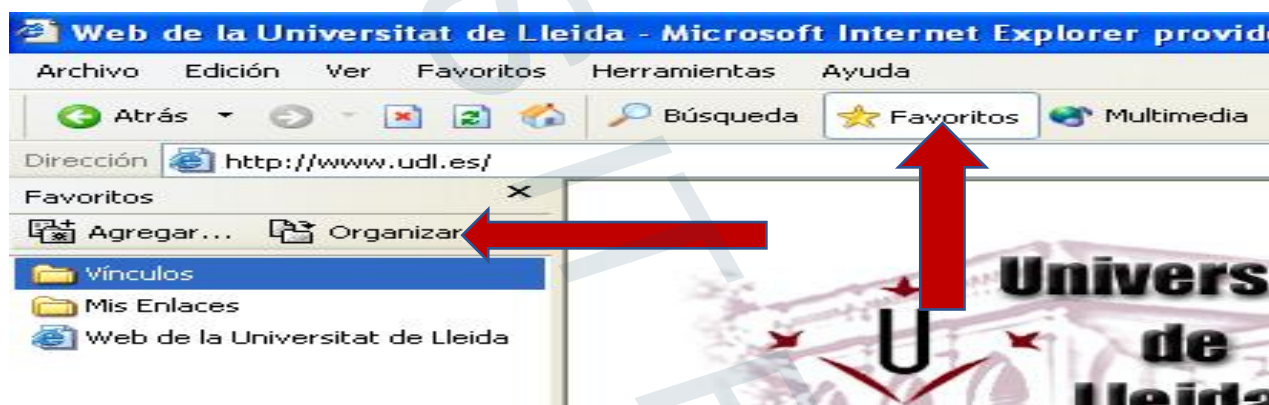 Web de la Universitat de Lleida - Microsoft Internet Explorer provid
Archivo Edición Ver Favoritos Herramientas Ayuda
Atrás Búsqueda Favoritos Multimedia
Dirección http://www.udl.es/
Favoritos
Agregar... Organizar
Vínculos
Mis Enlaces
Web de la Universitat de Lleida
Univers
U
de
Lleida